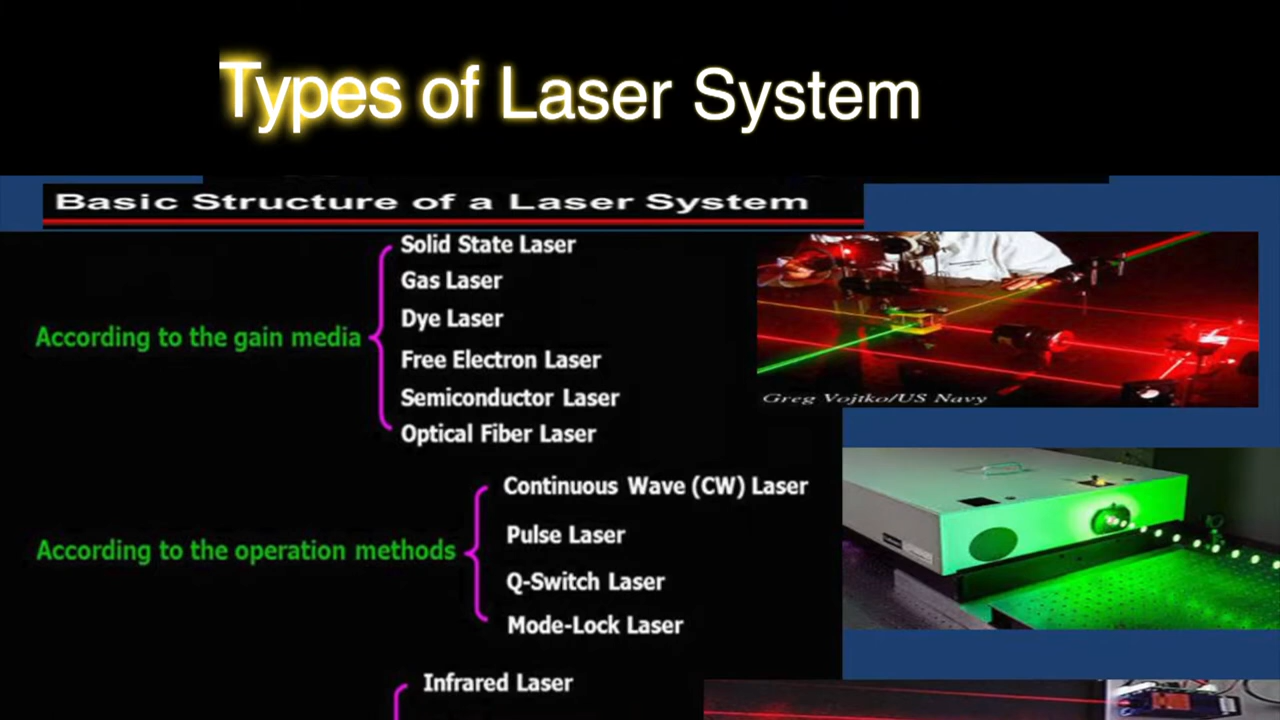 Types of Laser System
Basic Structure of a Laser System
According to the gain media
Solid State Laser
Gas Laser
Dye Laser
Free Electron Laser
Semiconductor Laser
Optical Fiber Laser
Greg Vojtko/US Navy
According to the operation methods
Continuous Wave (CW) Laser
Pulse Laser
Q-Switch Laser
Mode-Lock Laser
Infrared Laser